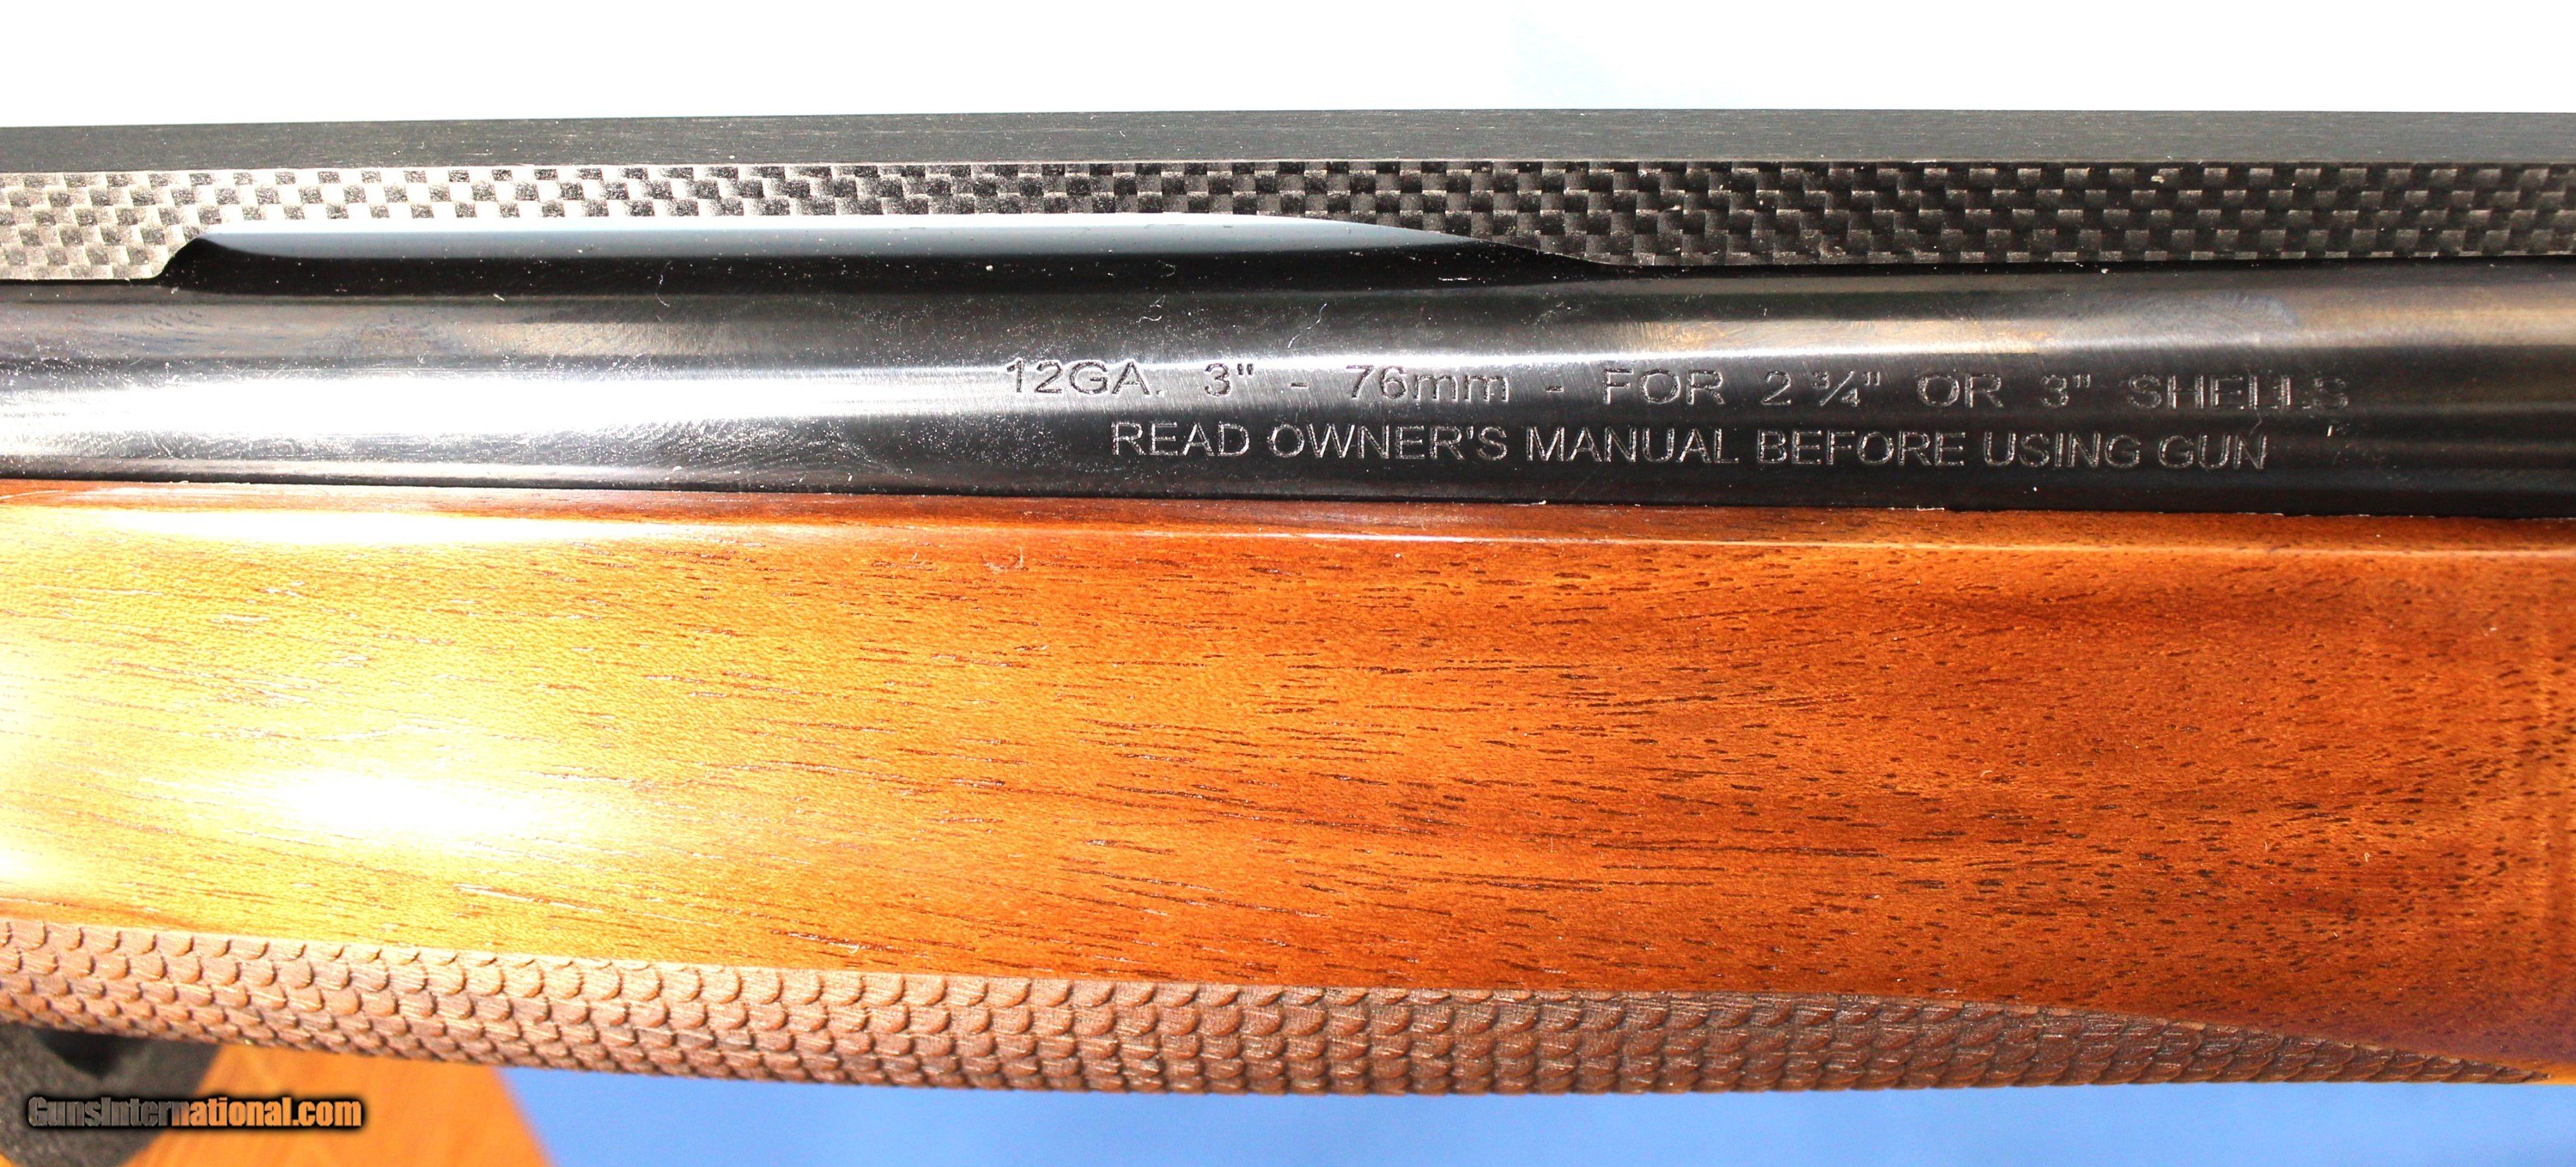 12GA. 3" - 76mm - FOR 2 ¾" OR 3" SHELLS
READ OWNER'S MANUAL BEFORE USING GUN
GunsInternational.com